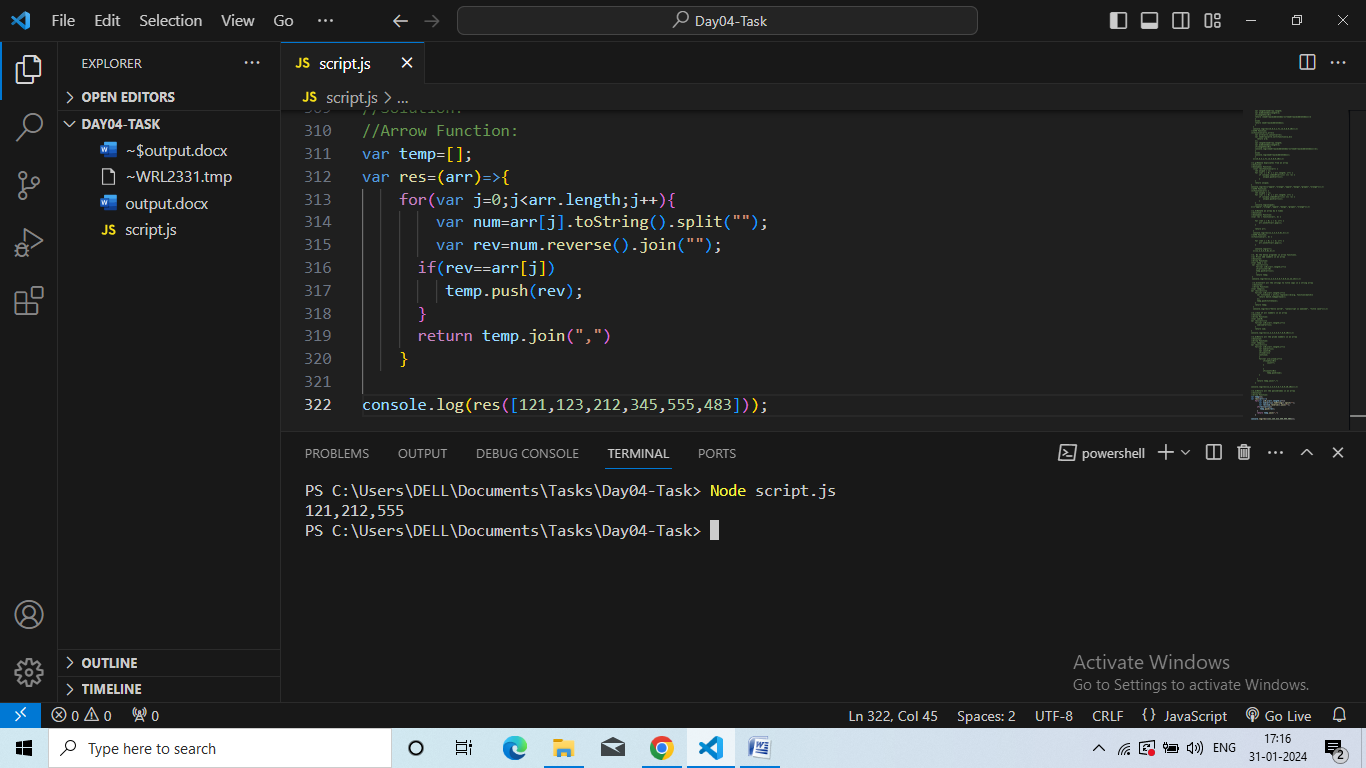 File Edit Selection View Go ...
Day04-Task
EXPLORER ...
JS script.js
OPEN EDITORS
JS script.js > ...
DAY04-TASK
~$output.docx
~WRL2331.tmp
output.docx
JS script.js
309 //Solution:
310 //Arrow Function:
311 var temp=[];
312 var res=(arr)=>{
313 for(var j=0;j<arr.length;j++){
314 var num=arr[j].toString().split("");
315 var rev=num.reverse().join("");
316 if(rev==arr[j])
317 temp.push(rev);
318 }
319 return temp.join(",")
320 }
321
322 console.log(res([121,123,212,345,555,483]));
PROBLEMS OUTPUT DEBUG CONSOLE TERMINAL PORTS
powershell
PS C:\Users\DELL\Documents\Tasks\Day04-Task> Node script.js
121,212,555
PS C:\Users\DELL\Documents\Tasks\Day04-Task>
OUTLINE
TIMELINE
Activate Windows
Go to Settings to activate Windows.
0 0 0 Ln 322, Col 45 Spaces: 2 UTF-8 CRLF {} JavaScript Go Live
Type here to search
W
ENG
17:16
31-01-2024
2